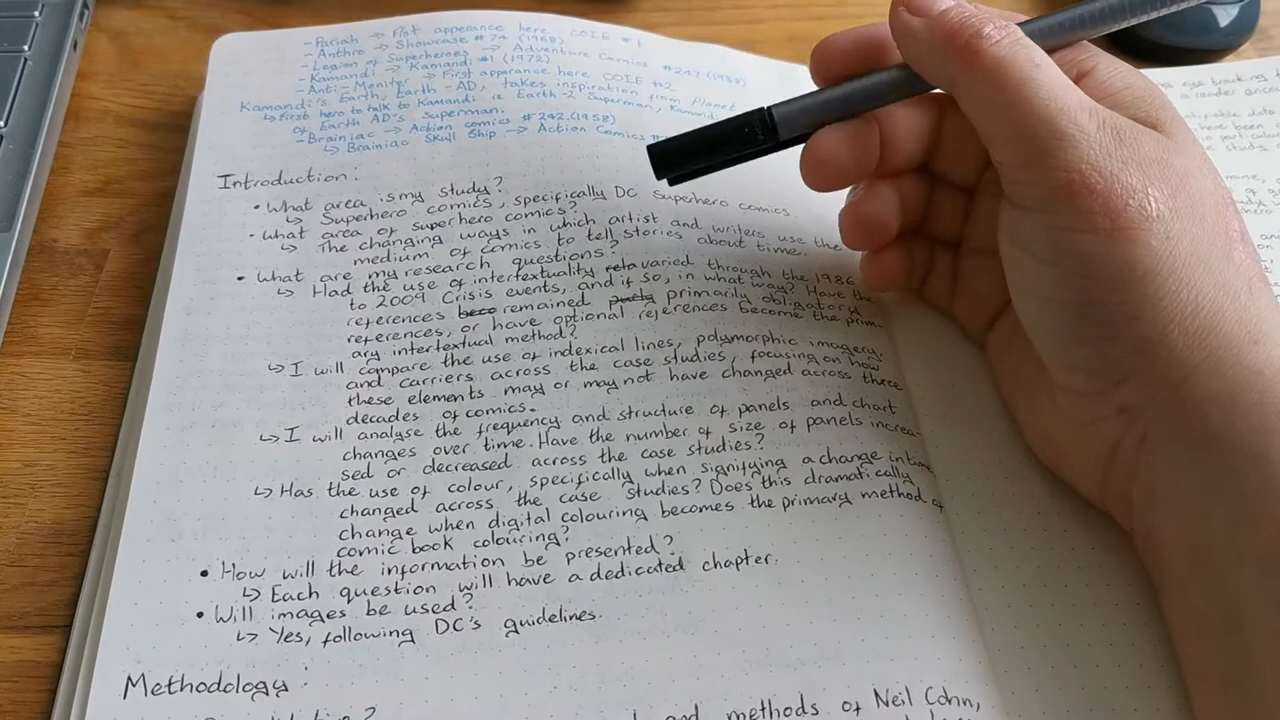 - Pariah → First apperance here COIE #1
- Anthro → Showcase #74 (1968)
- Legion of Superheroes → Adventure Comics #247 (1958)
- Kamandi → Kamandi #1 (1972)
- Anti-Moniter → First apparance here COIE #2
Kamandi's Earth, Earth-AD, takes inspiration from Planet
↳ First hero to talk to Kamandi is Earth-2 Superman, Kamandi
of Earth AD's Superman
- Brainiac → Action comics #242 (1958)
↳ Brainiac Skull Ship → Action Comics
Introduction:
• What area is my study?
↳ Superhero comics, specifically DC Superhero comics.
• What area of superhero comics?
↳ The changing ways in which artist and writers use the
medium of comics to tell stories about time.
• What are my research questions?
↳ Had the use of intertextuality rela varied through the 1986
to 2009 Crisis events, and if so, in what way? Have the
references beco remained purly primarily obligatory
references, or have optional references become the prim-
ary intertextual method?
↳ I will compare the use of indexical lines, polymorphic imagery,
and carriers across the case studies, focusing on how
these elements may or may not have changed across three
decades of comics.
↳ I will analyse the frequency and structure of panels and chart
changes over time. Have the number of size of panels increa-
sed or decreased across the case studies?
↳ Has the use of colour, specifically when signifying a change in time
changed across the case studies? Does this dramatically
change when digital colouring becomes the primary method of
comic book colouring?
• How will the information be presented?
↳ Each question will have a dedicated chapter.
• Will images be used?
↳ Yes, following DC's guidelines.
Methodology:
and methods of Neil Cohn,
eye tracking
a reader
have been